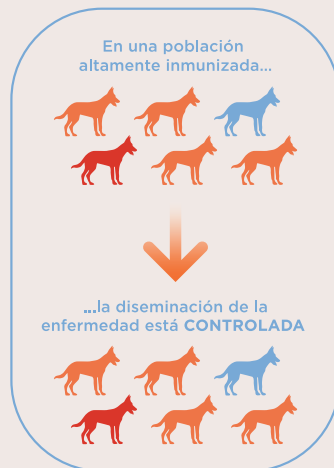 En una población
altamente inmunizada...
...la diseminación de la
enfermedad está CONTROLADA